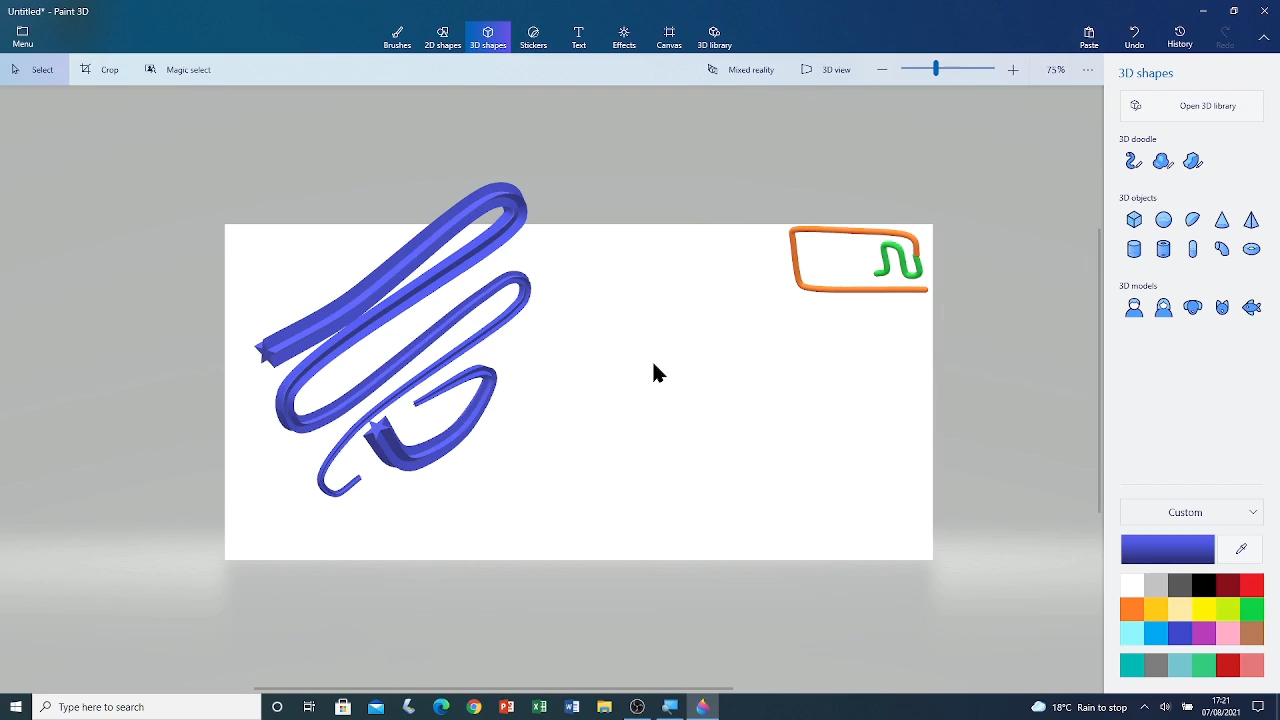 Untitled* - Paint 3D
Menu
Brushes
2D shapes
3D shapes
Stickers
Text
Effects
Canvas
3D library
Paste
Undo
History
Redo
Select
Crop
Magic select
Mixed reality
3D view
75%
3D shapes
Open 3D library
3D doodle
3D objects
3D models
Custom
Type here to search
18°C Rain to stop
17:21
07/08/2021